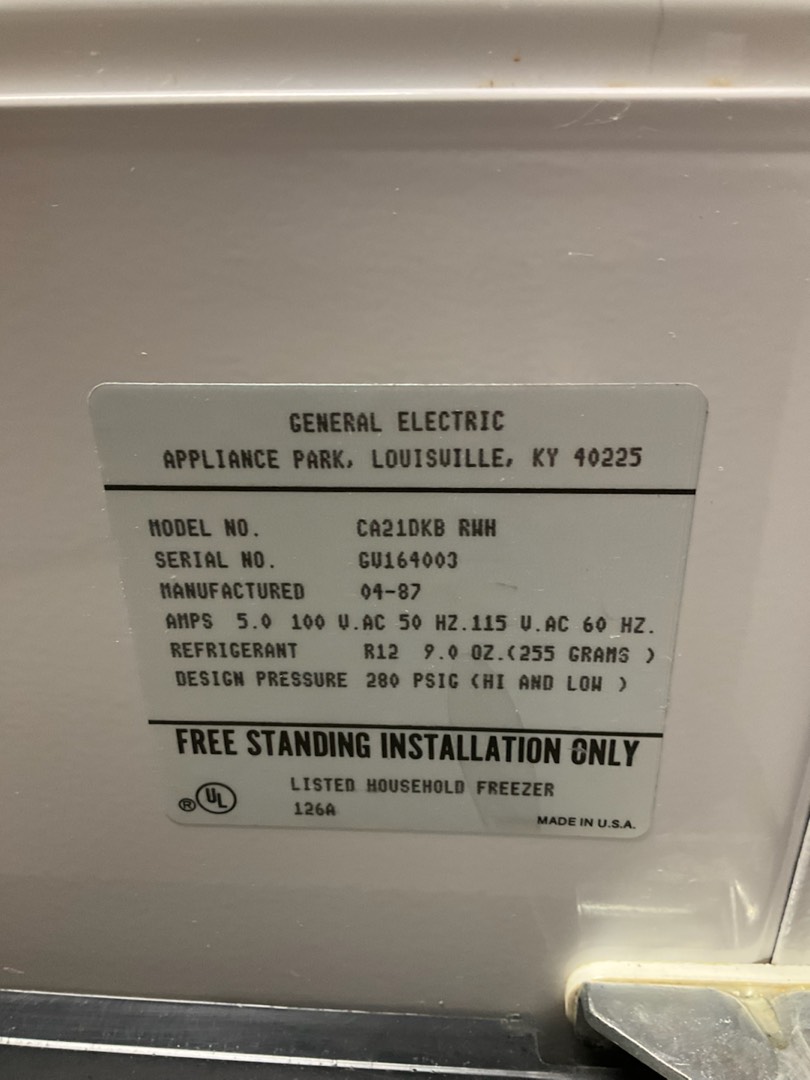 GENERAL ELECTRIC
APPLIANCE PARK, LOUISVILLE, KY 40225
MODEL NO. CA21DKB RWH
SERIAL NO. GV164003
MANUFACTURED 04-87
AMPS 5.0 100 V.AC 50 HZ.115 V.AC 60 HZ.
REFRIGERANT R12 9.0 OZ.(255 GRAMS )
DESIGN PRESSURE 280 PSIG (HI AND LOW )
FREE STANDING INSTALLATION ONLY
® UL LISTED HOUSEHOLD FREEZER
126A
MADE IN U.S.A.